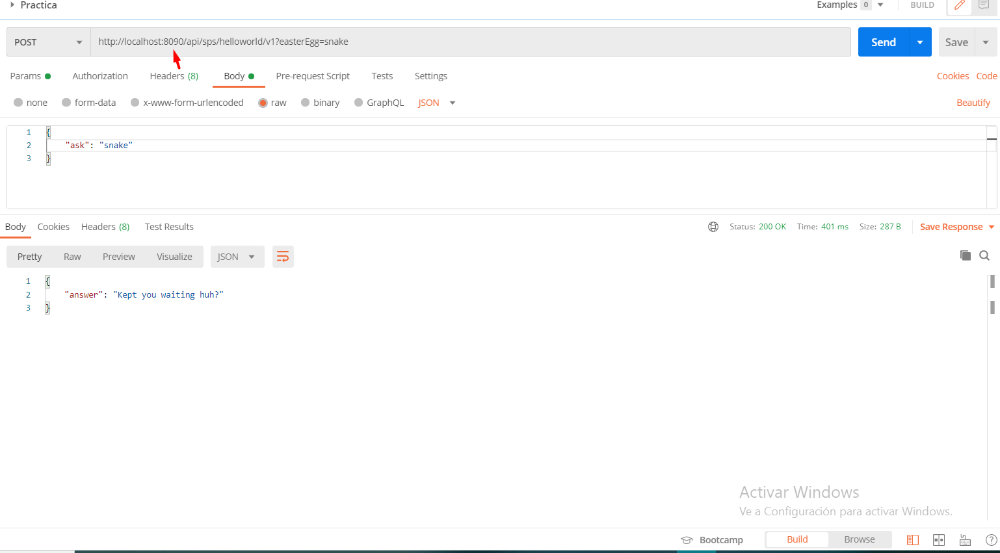 Practica
Examples 0 BUILD
POST http://localhost:8090/api/sps/helloworld/v1?easterEgg=snake Send Save
Params Authorization Headers (8) Body Pre-request Script Tests Settings Cookies Code
none form-data x-www-form-urlencoded raw binary GraphQL JSON Beautify
1 {
2 "ask": "snake"
3 }
Body Cookies Headers (8) Test Results Status: 200 OK Time: 401 ms Size: 287 B Save Response
Pretty Raw Preview Visualize JSON
1 {
2 "answer": "Kept you waiting huh?"
3 }
Activar Windows
Ve a Configuración para activar Windows.
Bootcamp Build Browse ?